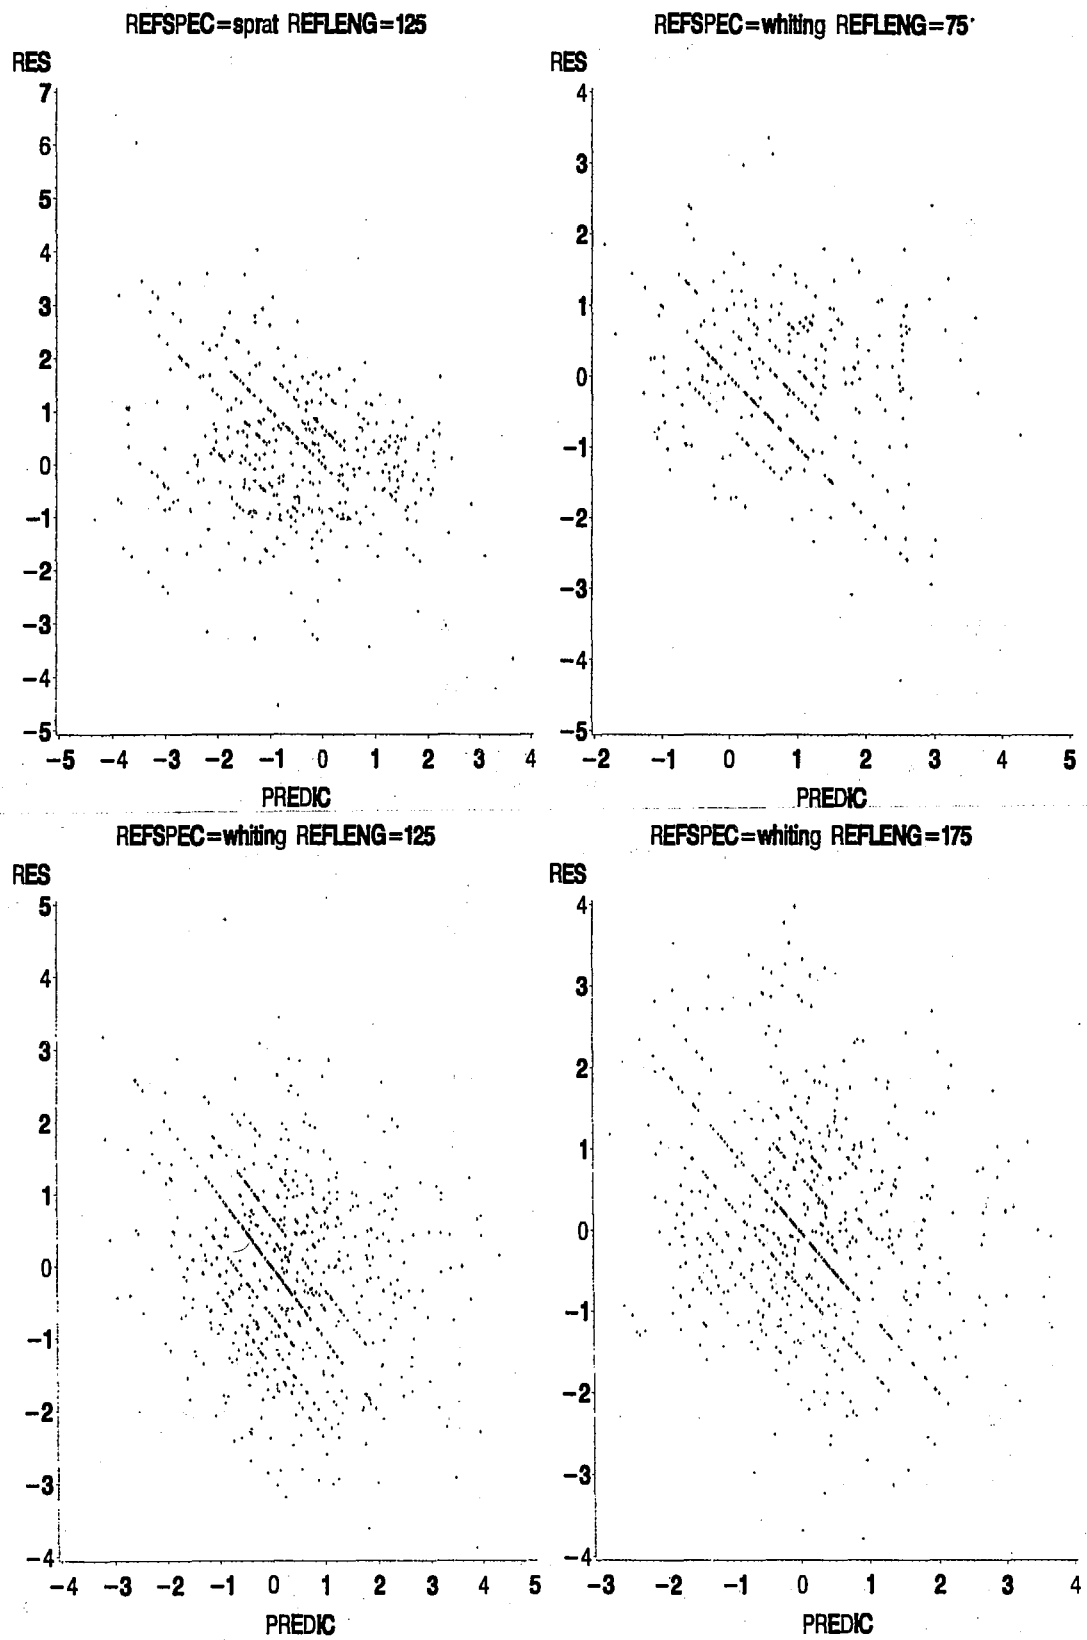 REFSPEC=sprat REFLENG=125
RES
7
6
5
4
3
2
1
0
−1
−2
−3
−4
−5
−5 −4 −3 −2 −1 0 1 2 3 4
PREDIC
REFSPEC=whiting REFLENG=75
RES
4
3
2
1
0
−1
−2
−3
−4
−5
−2 −1 0 1 2 3 4 5
PREDIC
REFSPEC=whiting REFLENG=125
RES
5
4
3
2
1
0
−1
−2
−3
−4
−4 −3 −2 −1 0 1 2 3 4 5
PREDIC
REFSPEC=whiting REFLENG=175
RES
4
3
2
1
0
−1
−2
−3
−4
−3 −2 −1 0 1 2 3 4
PREDIC